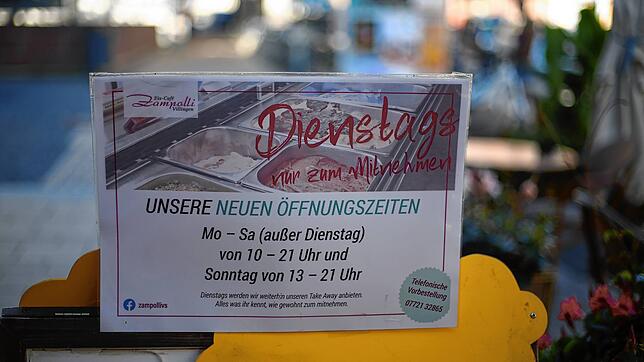 Eis-Café
Zampolli
Villingen
Dienstags
nur zum Mitnehmen
UNSERE NEUEN ÖFFNUNGSZEITEN
Mo – Sa (außer Dienstag)
von 10 – 21 Uhr und
Sonntag von 13 – 21 Uhr
Dienstags werden wir weiterhin unseren Take Away anbieten.
Alles was ihr kennt, wie gewohnt zum mitnehmen.
zampollivs
Telefonische
Vorbestellung
07721 32865